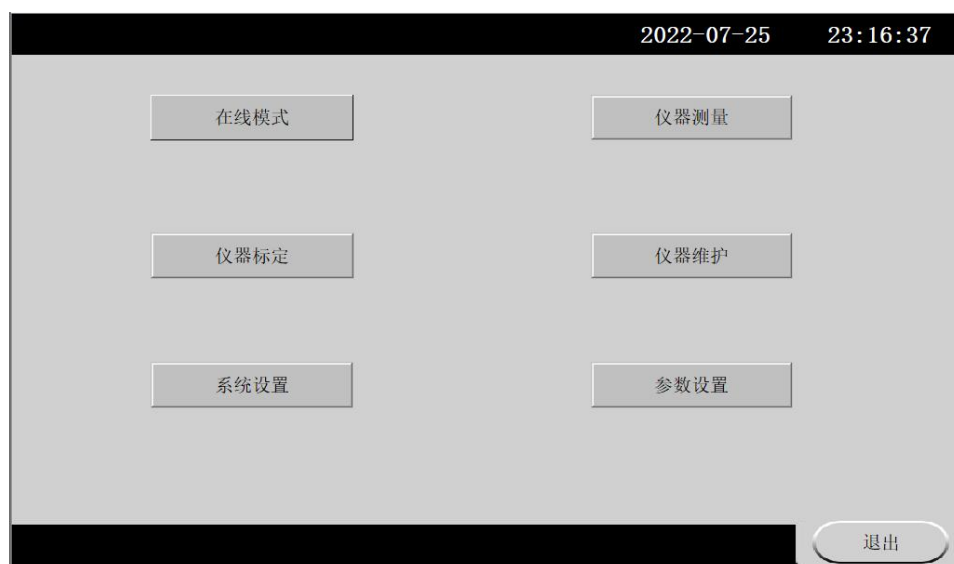 2022-07-25 23:16:37
在线模式 仪器测量
仪器标定 仪器维护
系统设置 参数设置
退出